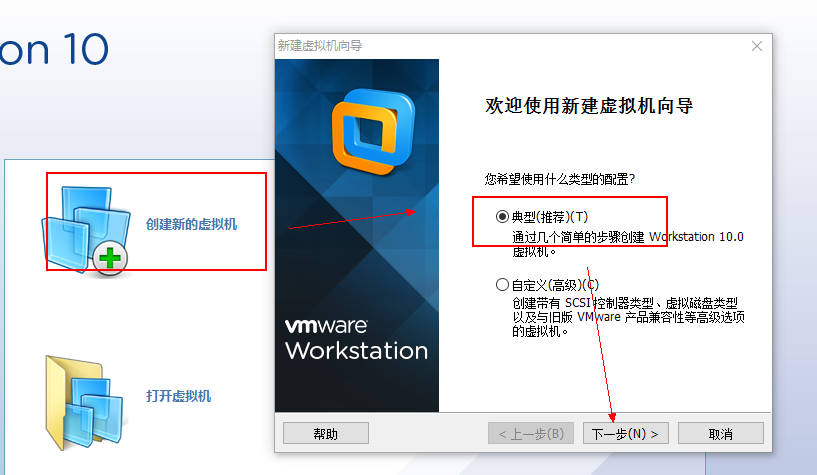 on 10
创建新的虚拟机
打开虚拟机
新建虚拟机向导
欢迎使用新建虚拟机向导
您希望使用什么类型的配置?
典型(推荐)(T)
通过几个简单的步骤创建 Workstation 10.0
虚拟机。
自定义(高级)(C)
创建带有 SCSI 控制器类型、虚拟磁盘类型
以及与旧版 VMware 产品兼容性等高级选项
的虚拟机。
vmware
Workstation
帮助
< 上一步(B)
下一步(N) >
取消